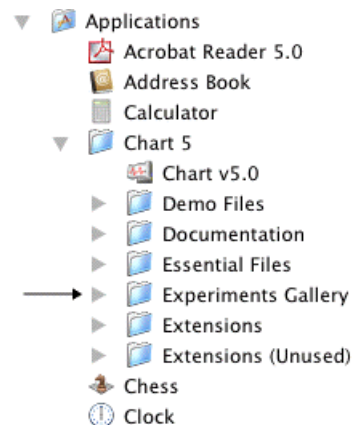 Applications
Acrobat Reader 5.0
Address Book
Calculator
Chart 5
Chart v5.0
Demo Files
Documentation
Essential Files
Experiments Gallery
Extensions
Extensions (Unused)
Chess
Clock